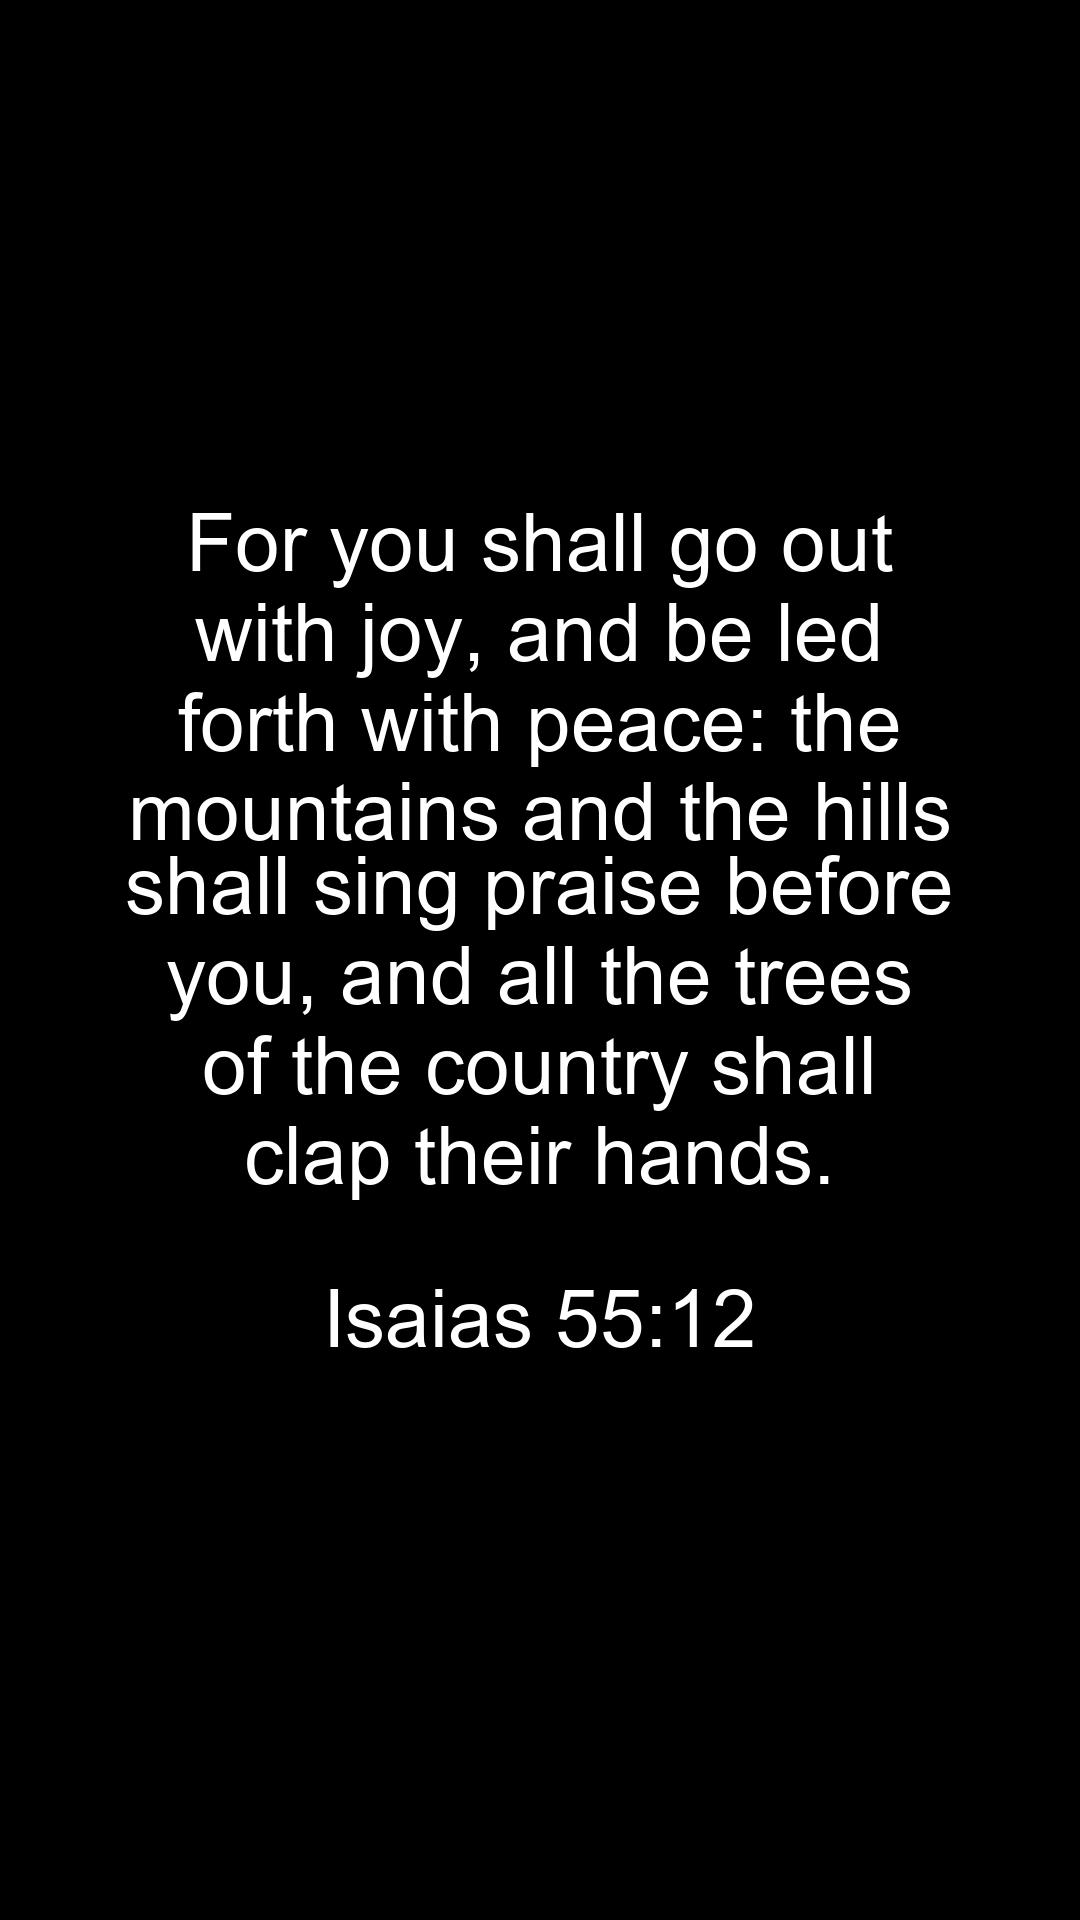 For you shall go out
with joy, and be led
forth with peace: the
mountains and the hills
shall sing praise before
you, and all the trees
of the country shall
clap their hands.
Isaias 55:12